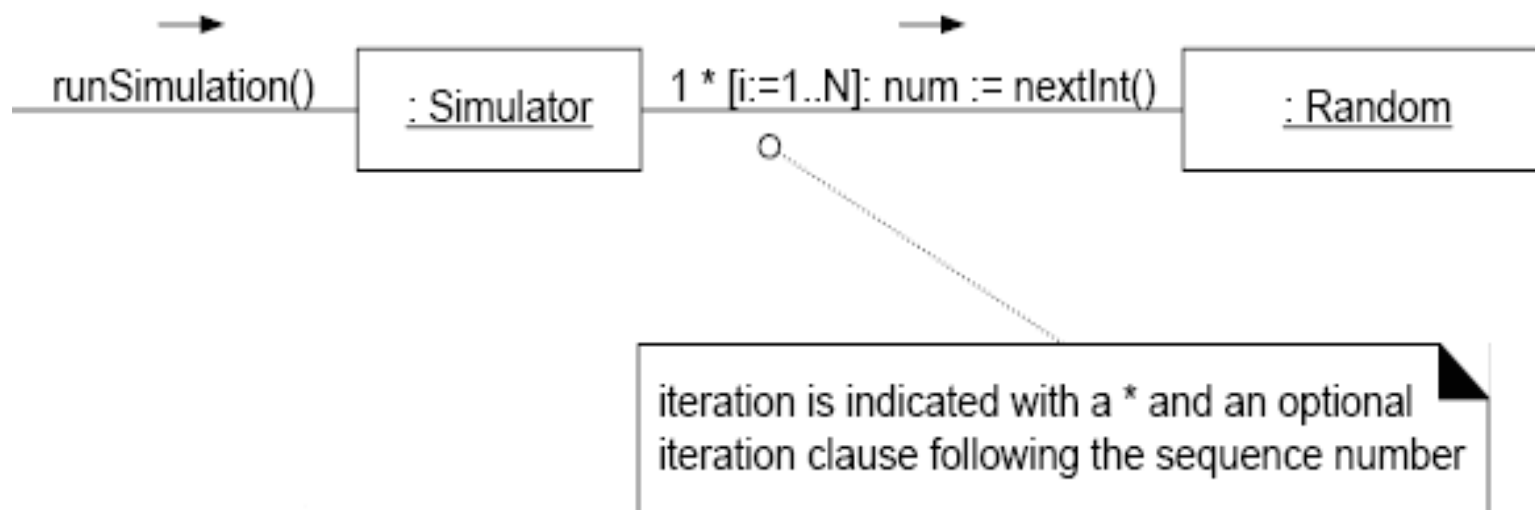 runSimulation()
: Simulator
1 * [i:=1..N]: num := nextInt()
: Random
iteration is indicated with a * and an optional
iteration clause following the sequence number